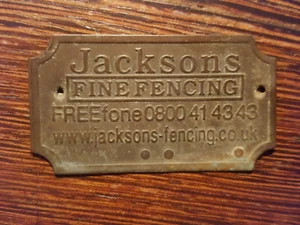 Jacksons
FINE FENCING
FREEfone 0800 41 43 43
www.jacksons-fencing.co.uk